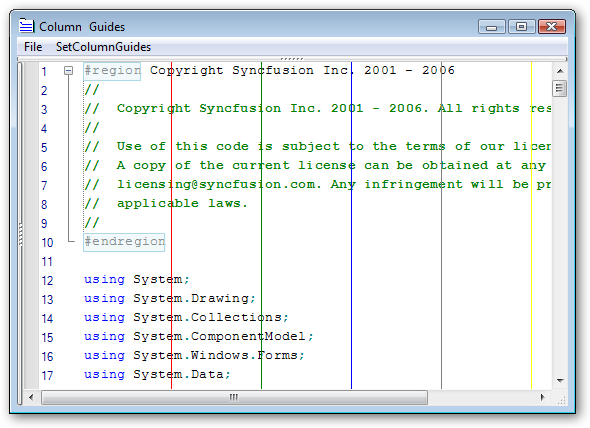 Column Guides
File SetColumnGuides
1 #region Copyright Syncfusion Inc. 2001 - 2006
2 //
3 // Copyright Syncfusion Inc. 2001 - 2006. All rights res
4 //
5 // Use of this code is subject to the terms of our licen
6 // A copy of the current license can be obtained at any
7 // licensing@syncfusion.com. Any infringement will be pr
8 // applicable laws.
9 //
10 #endregion
11
12 using System;
13 using System.Drawing;
14 using System.Collections;
15 using System.ComponentModel;
16 using System.Windows.Forms;
17 using System.Data;